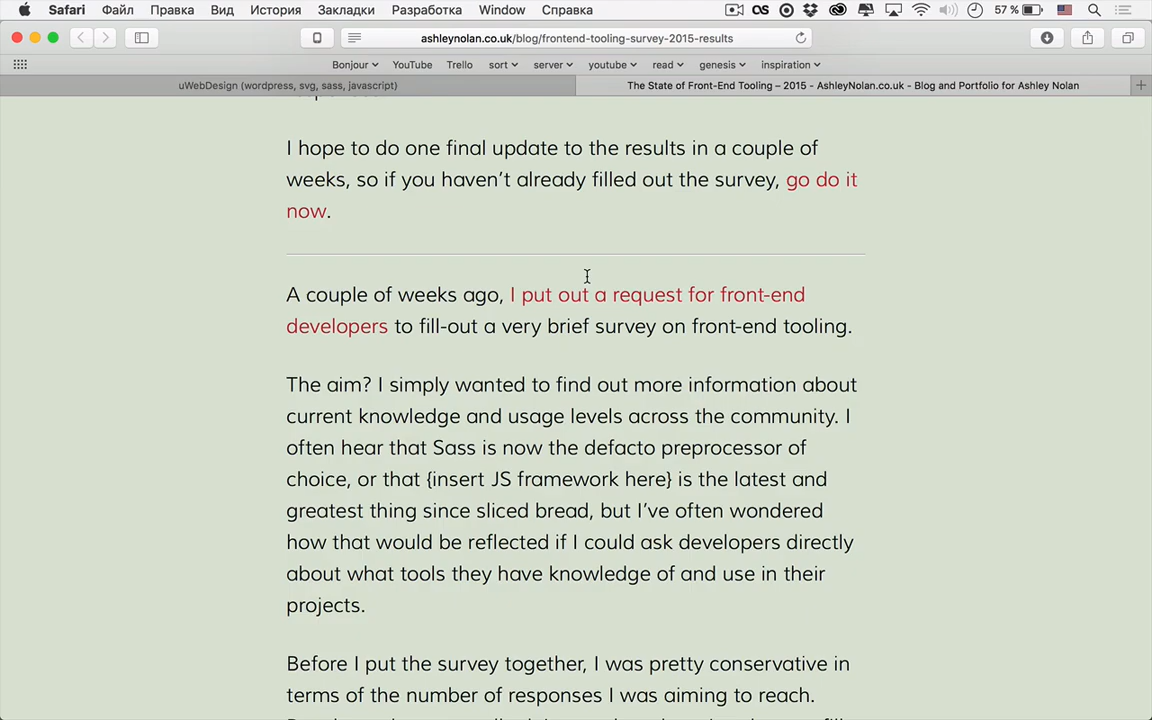 Safari Файл Правка Вид История Закладки Разработка Window Справка 57 %
ashleynolan.co.uk/blog/frontend-tooling-survey-2015-results
Bonjour YouTube Trello sort server youtube read genesis inspiration
uWebDesign (wordpress, svg, sass, javascript) The State of Front-End Tooling – 2015 - AshleyNolan.co.uk - Blog and Portfolio for Ashley Nolan
I hope to do one final update to the results in a couple of
weeks, so if you haven’t already filled out the survey, go do it
now.
A couple of weeks ago, I put out a request for front-end
developers to fill-out a very brief survey on front-end tooling.
The aim? I simply wanted to find out more information about
current knowledge and usage levels across the community. I
often hear that Sass is now the defacto preprocessor of
choice, or that {insert JS framework here} is the latest and
greatest thing since sliced bread, but I’ve often wondered
how that would be reflected if I could ask developers directly
about what tools they have knowledge of and use in their
projects.
Before I put the survey together, I was pretty conservative in
terms of the number of responses I was aiming to reach.